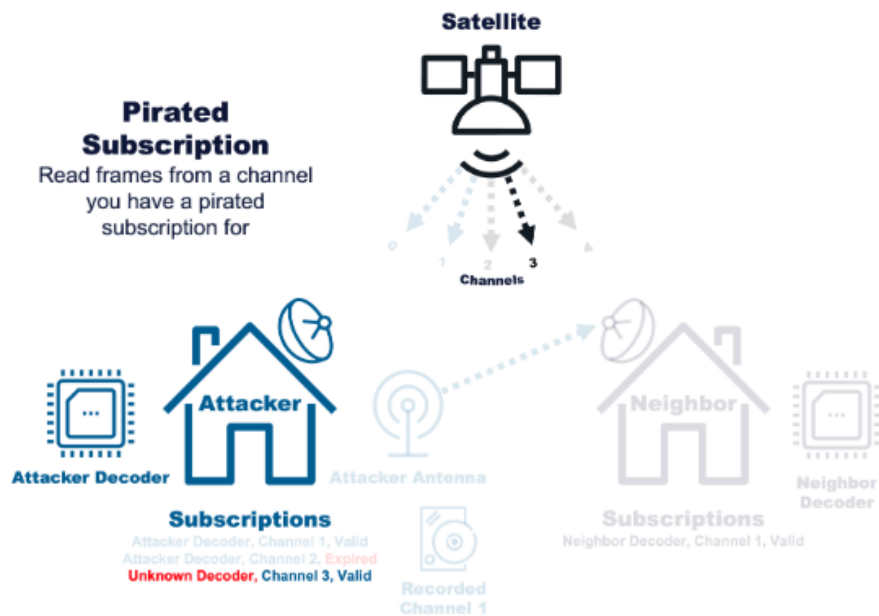 Satellite
Pirated
Subscription
Read frames from a channel
you have a pirated
subscription for
0
1
2
3
4
Channels
Attacker
Neighbor
Attacker Decoder
Attacker Antenna
Neighbor
Decoder
Subscriptions
Attacker Decoder, Channel 1, Valid
Attacker Decoder, Channel 2, Expired
Unknown Decoder, Channel 3, Valid
Recorded
Channel 1
Subscriptions
Neighbor Decoder, Channel 1, Valid